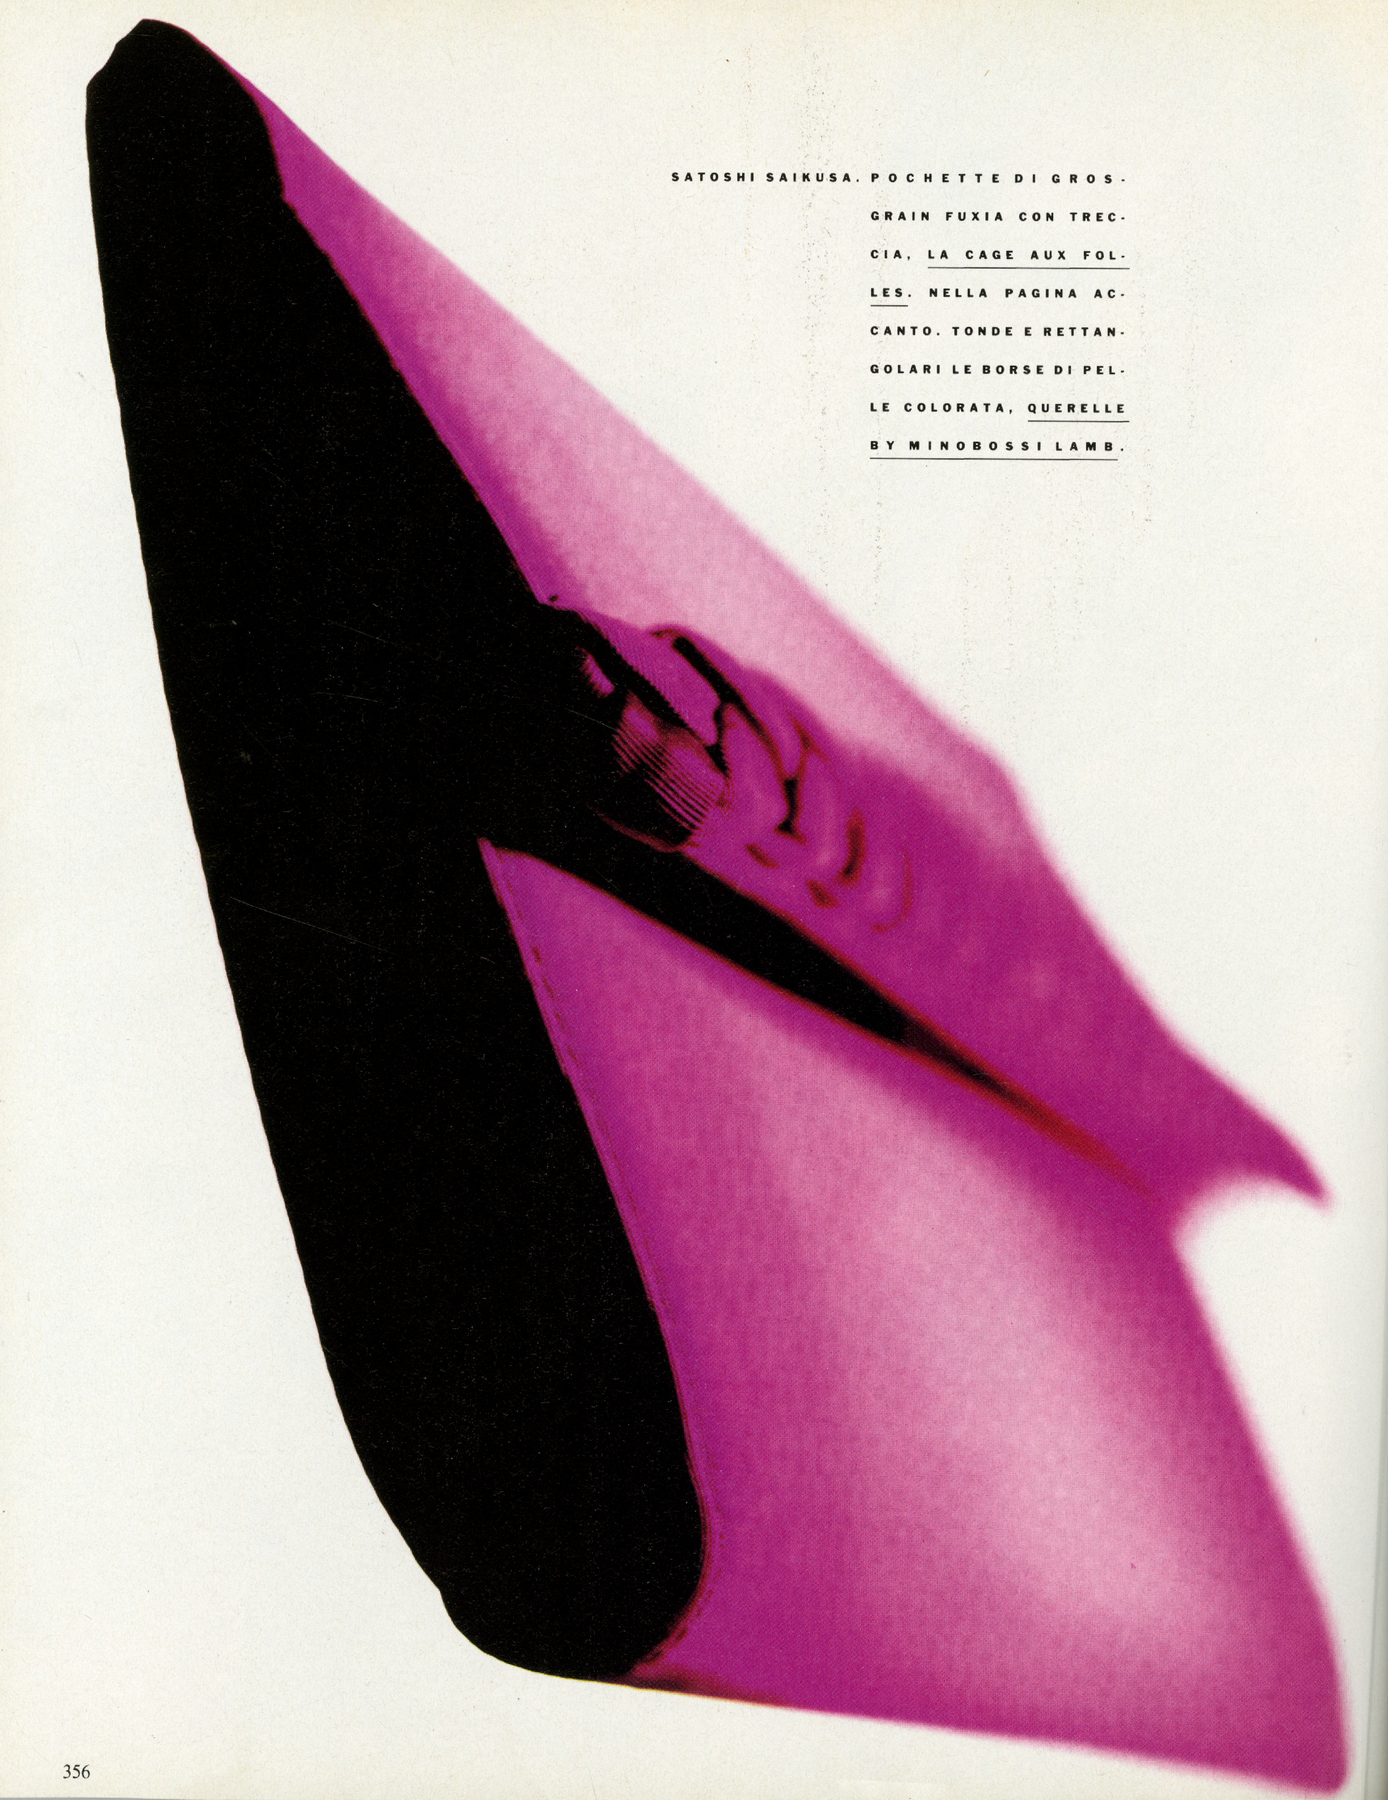 SATOSHI SAIKUSA. POCHETTE DI GROS-
GRAIN FUXIA CON TREC-
CIA, LA CAGE AUX FOL-
LES. NELLA PAGINA AC-
CANTO. TONDE E RETTAN-
GOLARI LE BORSE DI PEL-
LE COLORATA, QUERELLE
BY MINOBOSSI LAMB.
356